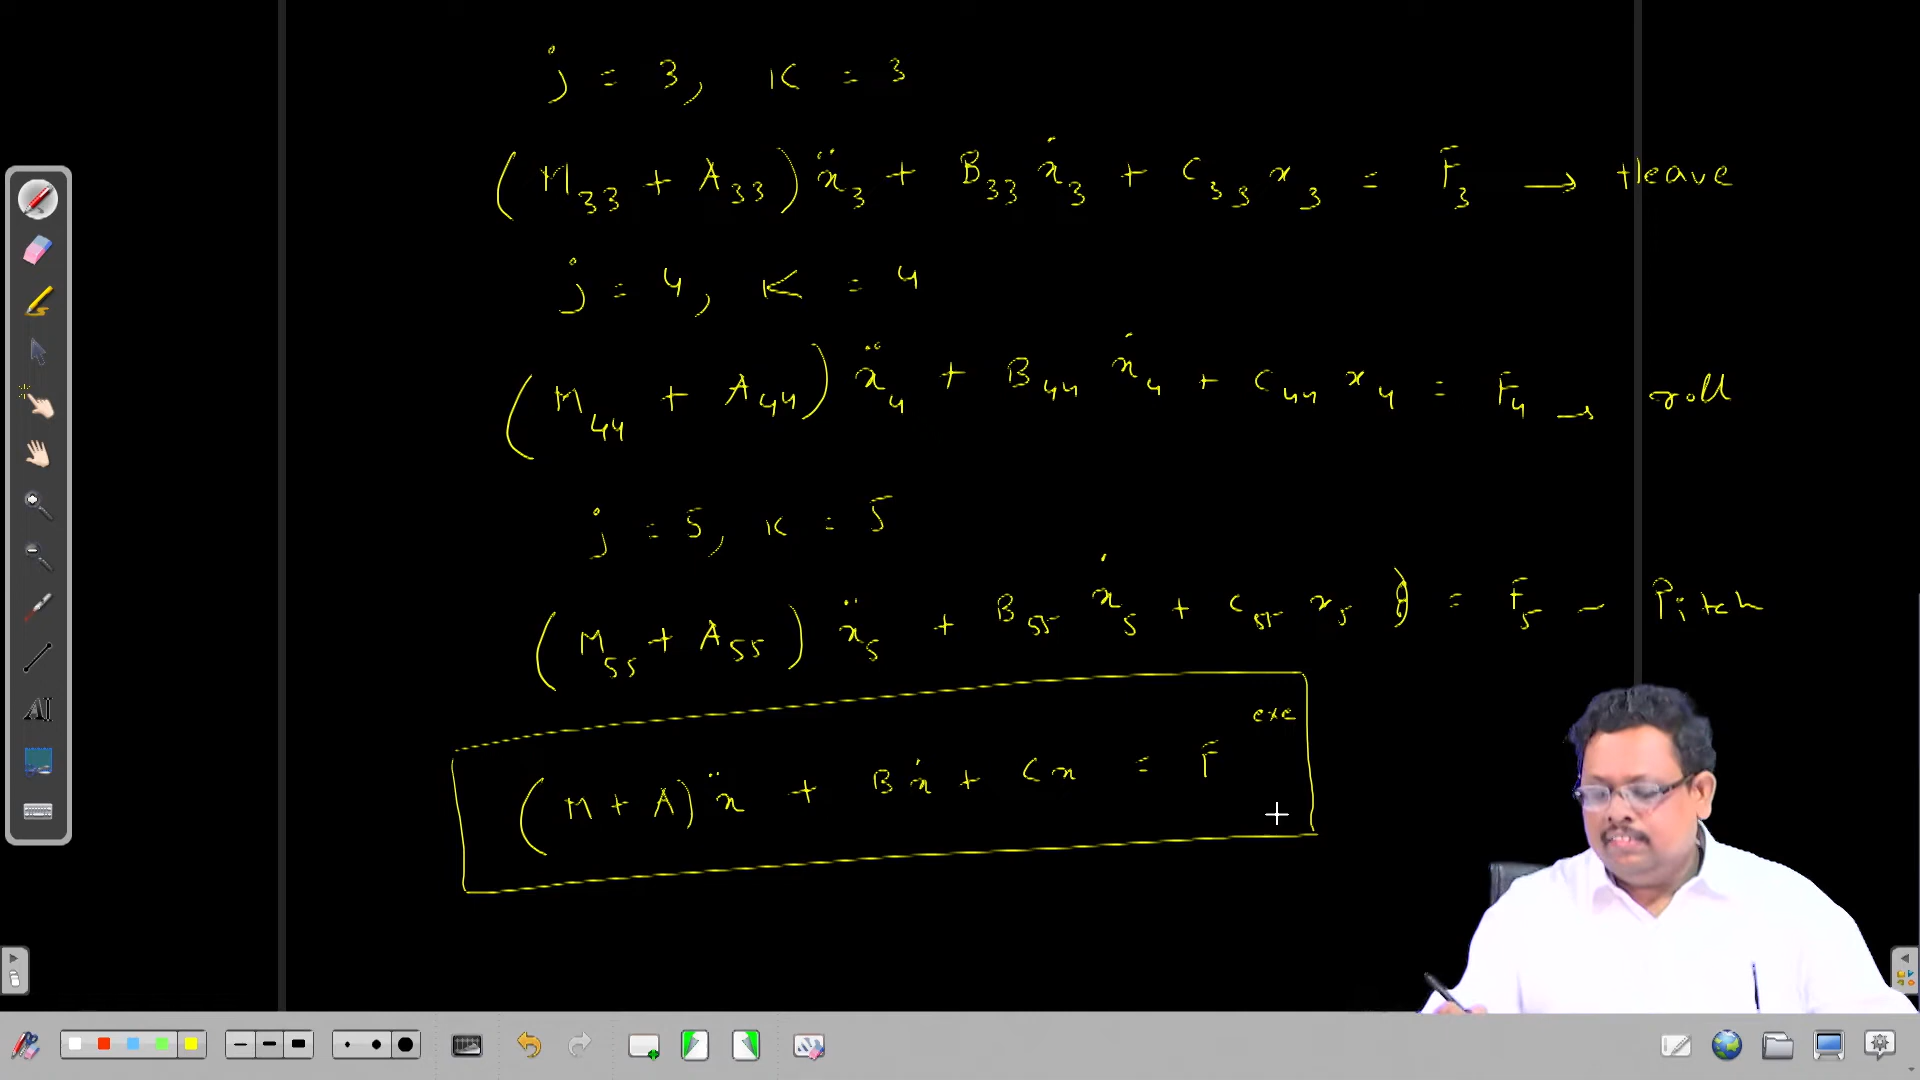 j = 3, K = 3
(M₃₃ + A₃₃) ẍ₃ + B₃₃ ẋ₃ + C₃₃ x₃ = F₃ → Heave
j = 4, K = 4
(M₄₄ + A₄₄) ẍ₄ + B₄₄ ẋ₄ + C₄₄ x₄ = F₄ → roll
j = 5, K = 5
(M₅₅ + A₅₅) ẍ₅ + B₅₅ ẋ₅ + C₅₅ x₅ ) = F₅ – Pitch
exe
(M + A) ẍ + B ẋ + C x = F